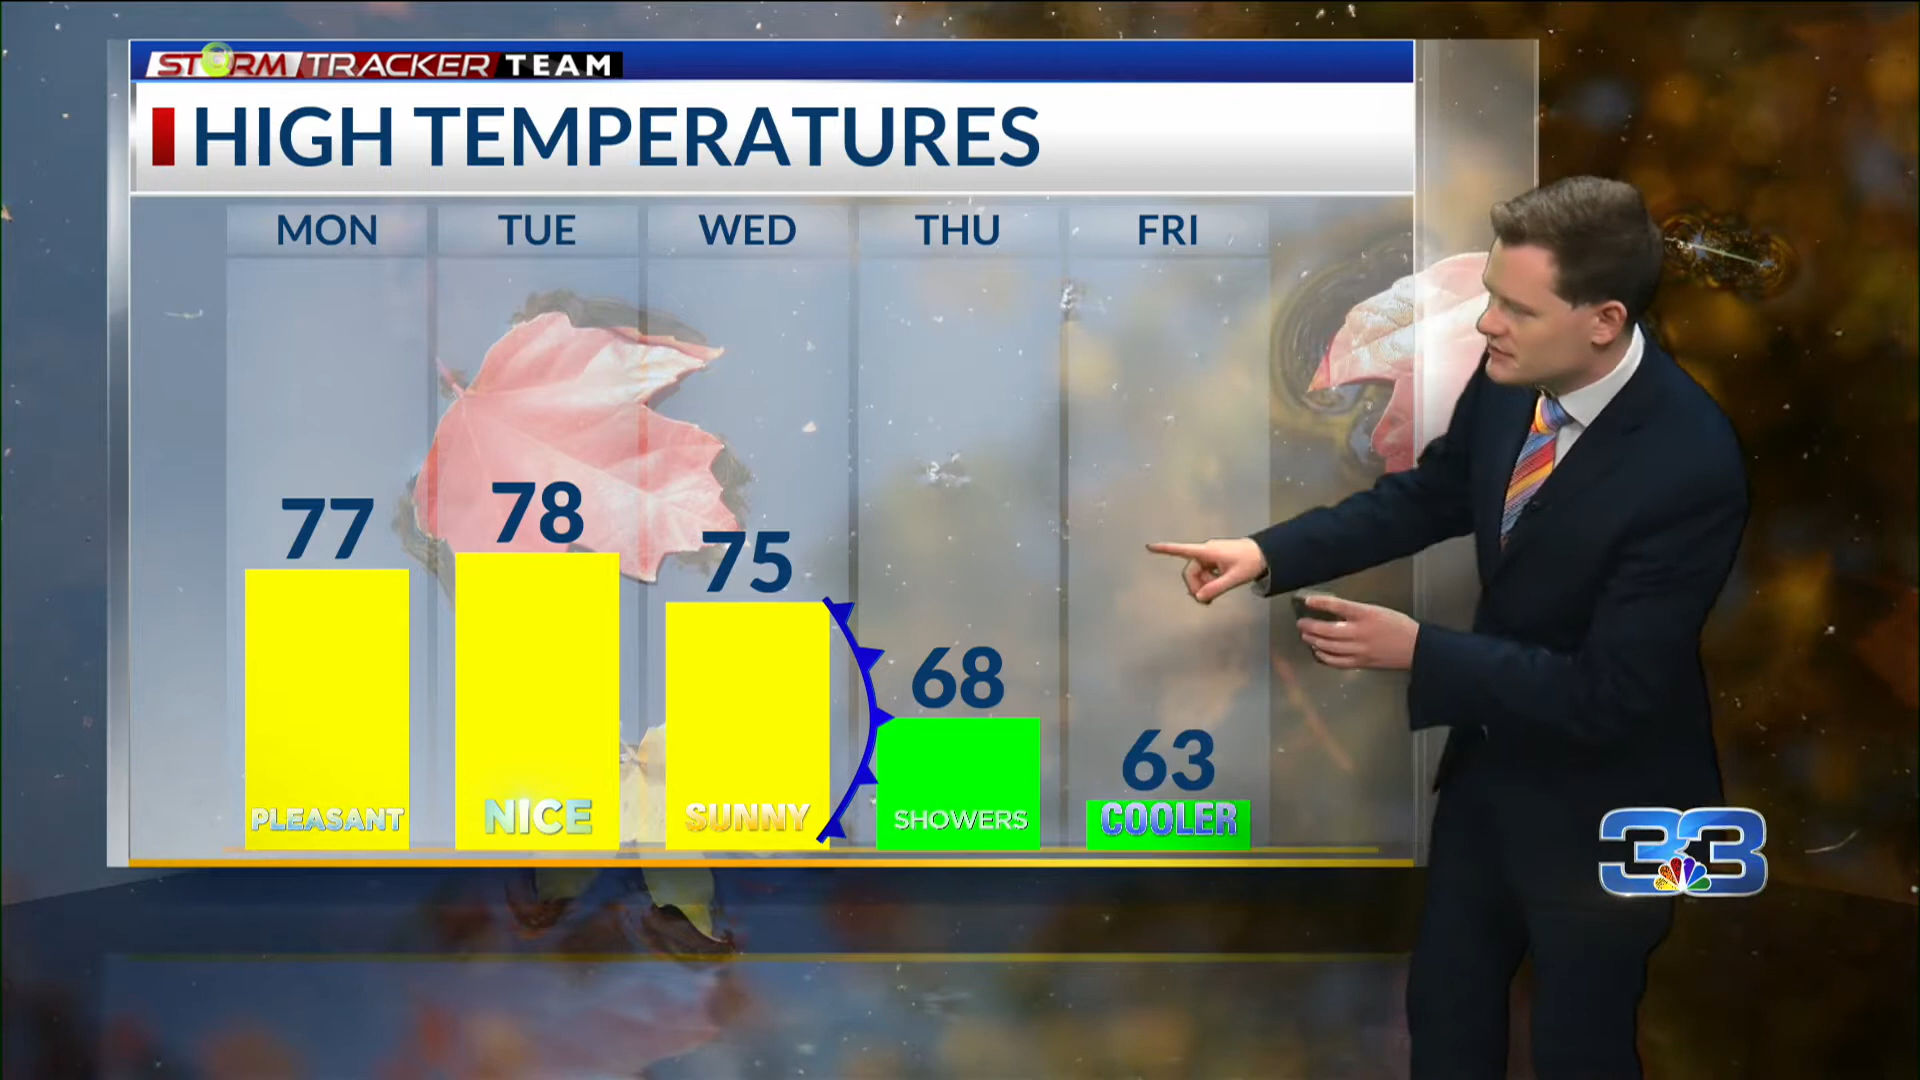 STORM TRACKER TEAM
HIGH TEMPERATURES
MON TUE WED THU FRI
77 78 75 68 63
PLEASANT NICE SUNNY SHOWERS COOLER
33